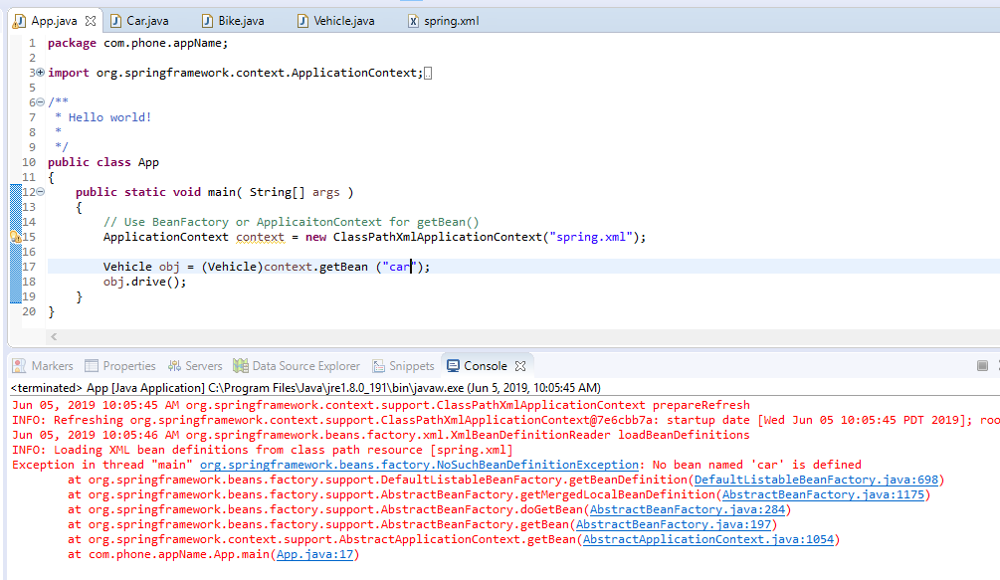 App.java Car.java Bike.java Vehicle.java spring.xml
1 package com.phone.appName;
2
3 import org.springframework.context.ApplicationContext;
5
6 /**
7 * Hello world!
8 *
9 */
10 public class App
11 {
12 public static void main( String[] args )
13 {
14 // Use BeanFactory or ApplicaitonContext for getBean()
15 ApplicationContext context = new ClassPathXmlApplicationContext("spring.xml");
16
17 Vehicle obj = (Vehicle)context.getBean ("car");
18 obj.drive();
19 }
20 }
Markers Properties Servers Data Source Explorer Snippets Console
<terminated> App [Java Application] C:\Program Files\Java\jre1.8.0_191\bin\javaw.exe (Jun 5, 2019, 10:05:45 AM)
Jun 05, 2019 10:05:45 AM org.springframework.context.support.ClassPathXmlApplicationContext prepareRefresh
INFO: Refreshing org.springframework.context.support.ClassPathXmlApplicationContext@7e6cbb7a: startup date [Wed Jun 05 10:05:45 PDT 2019]; roo
Jun 05, 2019 10:05:46 AM org.springframework.beans.factory.xml.XmlBeanDefinitionReader loadBeanDefinitions
INFO: Loading XML bean definitions from class path resource [spring.xml]
Exception in thread "main" org.springframework.beans.factory.NoSuchBeanDefinitionException: No bean named 'car' is defined
at org.springframework.beans.factory.support.DefaultListableBeanFactory.getBeanDefinition(DefaultListableBeanFactory.java:698)
at org.springframework.beans.factory.support.AbstractBeanFactory.getMergedLocalBeanDefinition(AbstractBeanFactory.java:1175)
at org.springframework.beans.factory.support.AbstractBeanFactory.doGetBean(AbstractBeanFactory.java:284)
at org.springframework.beans.factory.support.AbstractBeanFactory.getBean(AbstractBeanFactory.java:197)
at org.springframework.context.support.AbstractApplicationContext.getBean(AbstractApplicationContext.java:1054)
at com.phone.appName.App.main(App.java:17)